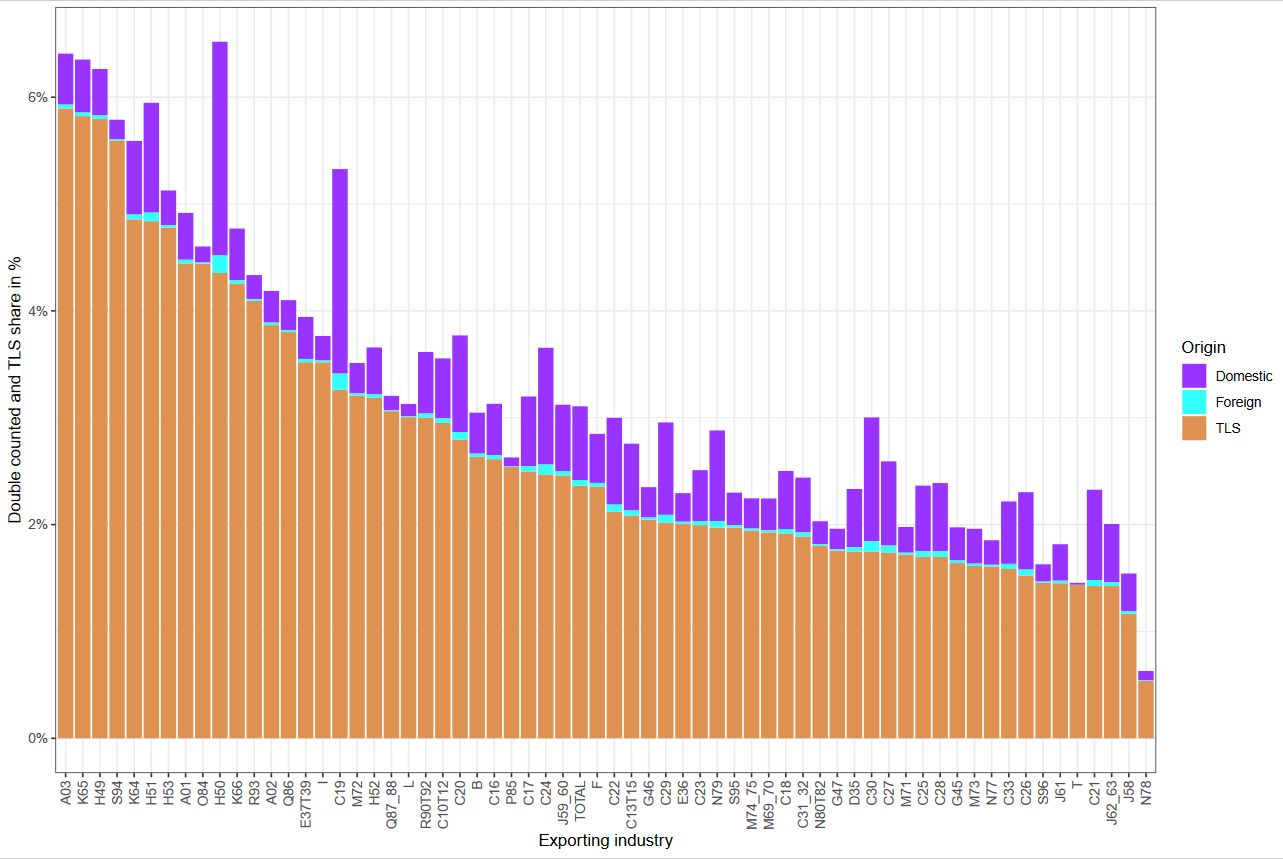 Double counted and TLS share in %
6%
4%
2%
0%
A03
K65
H49
S94
K64
H51
H53
A01
O84
H50
K66
R93
A02
Q86
E37T39
I
C19
M72
H52
Q87_88
L
R90T92
C10T12
C20
B
C16
P85
C17
C24
J59_60
TOTAL
F
C22
C13T15
G46
C29
E36
C23
N79
S95
M74_75
M69_70
C18
C31_32
N80T82
G47
D35
C30
C27
M71
C25
C28
G45
M73
N77
C33
C26
S96
J61
T
C21
J62_63
J58
N78
Exporting industry
Origin
Domestic
Foreign
TLS